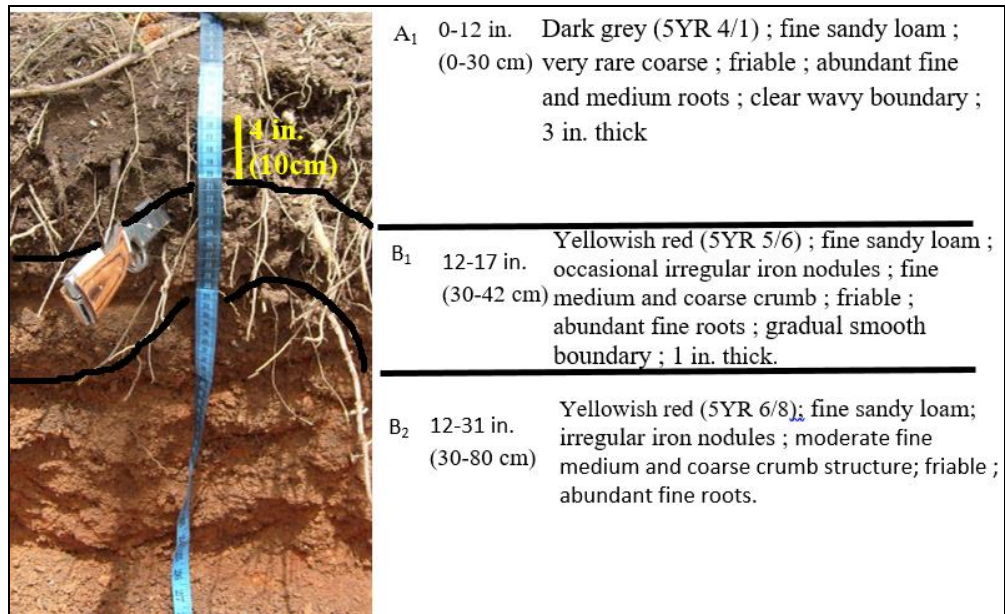 A1 0-12 in. Dark grey (5YR 4/1) ; fine sandy loam ;
(0-30 cm) very rare coarse ; friable ; abundant fine
and medium roots ; clear wavy boundary ;
3 in. thick
4 in.
(10cm)
B1 12-17 in. Yellowish red (5YR 5/6) ; fine sandy loam ;
occasional irregular iron nodules ; fine
(30-42 cm) medium and coarse crumb ; friable ;
abundant fine roots ; gradual smooth
boundary ; 1 in. thick.
B2 12-31 in. Yellowish red (5YR 6/8); fine sandy loam;
irregular iron nodules ; moderate fine
(30-80 cm) medium and coarse crumb structure; friable ;
abundant fine roots.